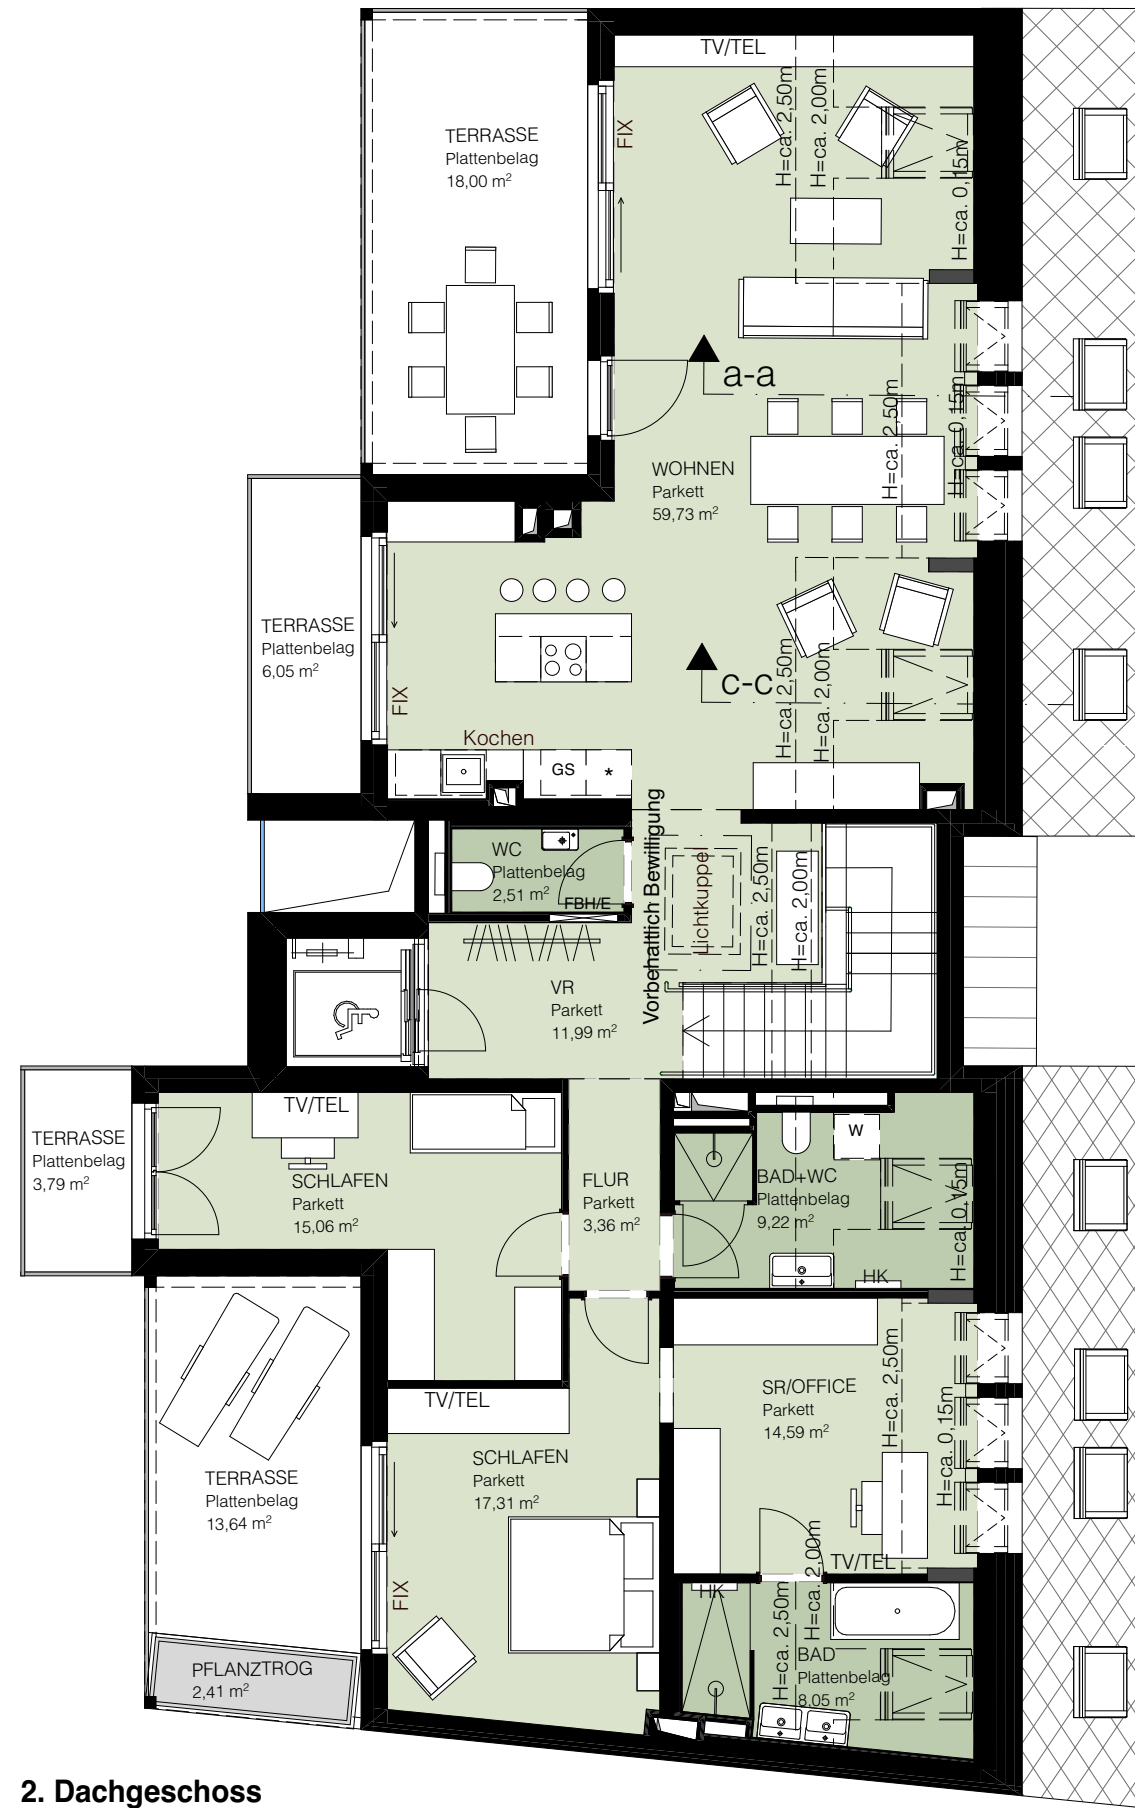 TV/TEL
TERRASSE
Plattenbelag
18,00 m²
FIX
H=ca. 2,50m
H=ca. 2,00m
H=ca. 0,15m
a-a
WOHNEN
Parkett
59,73 m²
H=ca. 2,50m
H=ca. 0,15m
TERRASSE
Plattenbelag
6,05 m²
FIX
c-c
H=ca. 2,50m
H=ca. 2,00m
Kochen
GS
*
WC
Plattenbelag
2,51 m²
FBH/E
Vorbehaltlich Bewilligung
Lichtkuppel
H=ca. 2,50m
H=ca. 2,00m
VR
Parkett
11,99 m²
TERRASSE
Plattenbelag
3,79 m²
TV/TEL
SCHLAFEN
Parkett
15,06 m²
FLUR
Parkett
3,36 m²
W
BAD+WC
Plattenbelag
9,22 m²
HK
H=ca. 0,15m
TERRASSE
Plattenbelag
13,64 m²
TV/TEL
SCHLAFEN
Parkett
17,31 m²
FIX
SR/OFFICE
Parkett
14,59 m²
H=ca. 2,50m
H=ca. 0,15m
TV/TEL
HK
H=ca. 2,50m
H=ca. 2,00m
BAD
Plattenbelag
8,05 m²
PFLANZTROG
2,41 m²
2. Dachgeschoss